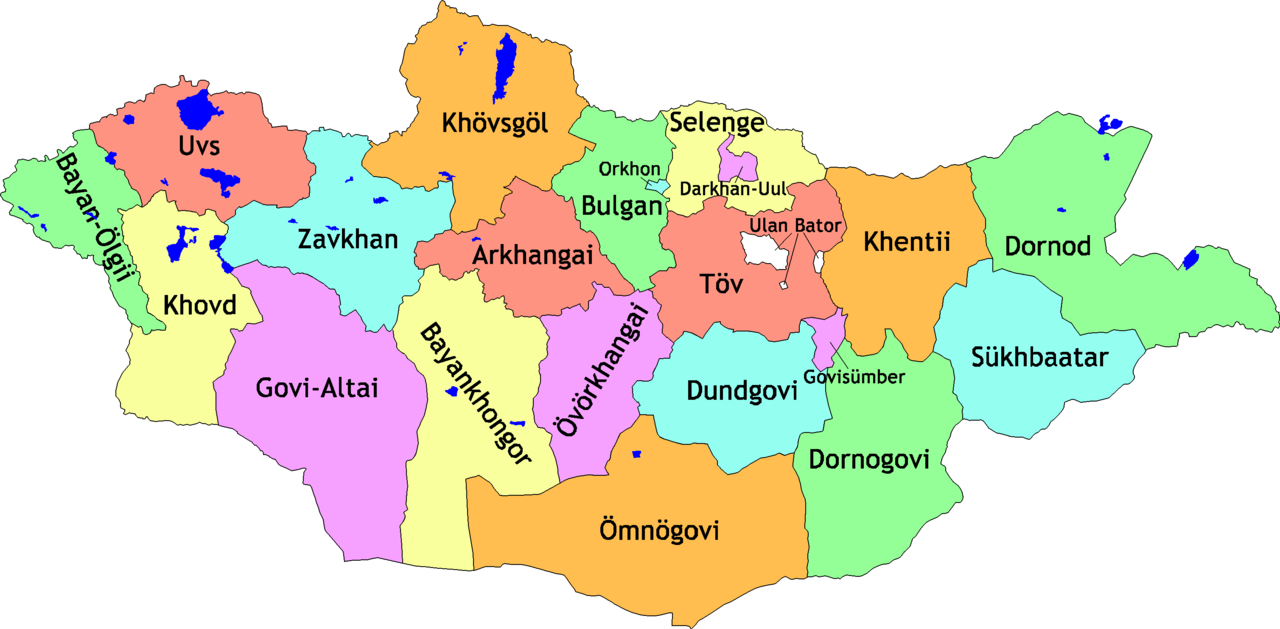 Khövsgöl
Selenge
Uvs
Orkhon
Darkhan-Uul
Bayan-Ölgii
Bulgan
Ulan Bator
Zavkhan
Khentii
Dornod
Arkhangai
Töv
Khovd
Sükhbaatar
Govi-Altai
Bayankhongor
Övörkhangai
Govisümber
Dundgovi
Dornogovi
Ömnögovi